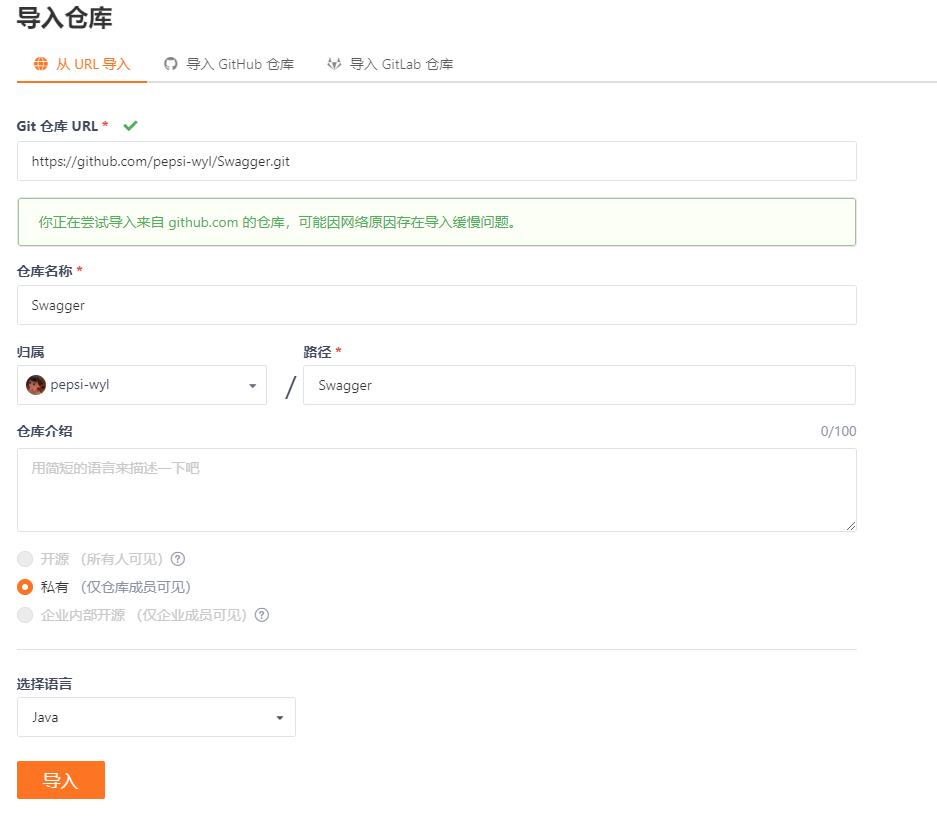 导入仓库
从 URL 导入 导入 GitHub 仓库 导入 GitLab 仓库
Git 仓库 URL *
https://github.com/pepsi-wyl/Swagger.git
你正在尝试导入来自 github.com 的仓库，可能因网络原因存在导入缓慢问题。
仓库名称 *
Swagger
归属 路径 *
pepsi-wyl / Swagger
仓库介绍 0/100
用简短的语言来描述一下吧
开源 （所有人可见） ?
私有 （仅仓库成员可见）
企业内部开源 （仅企业成员可见） ?
选择语言
Java
导入